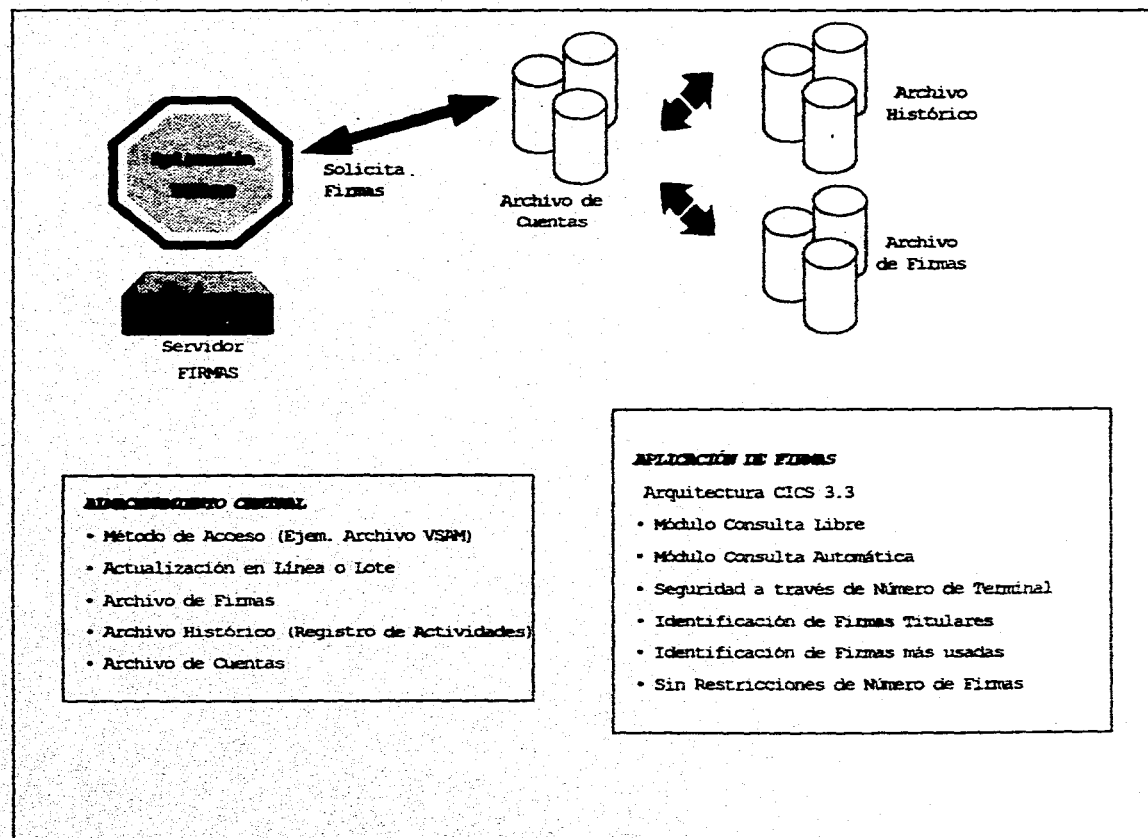 Aplicación
Solicita
Firmas
Archivo de
Cuentas
Archivo
Histórico
Archivo
de Firmas
Servidor
FIRMAS
ALMACENAMIENTO CENTRAL
• Método de Acceso (Ejem. Archivo VSAM)
• Actualización en Línea o Lote
• Archivo de Firmas
• Archivo Histórico (Registro de Actividades)
• Archivo de Cuentas
APLICACIÓN DE FIRMAS
Arquitectura CICS 3.3
• Módulo Consulta Libre
• Módulo Consulta Automática
• Seguridad a través de Número de Terminal
• Identificación de Firmas Titulares
• Identificación de Firmas más usadas
• Sin Restricciones de Número de Firmas